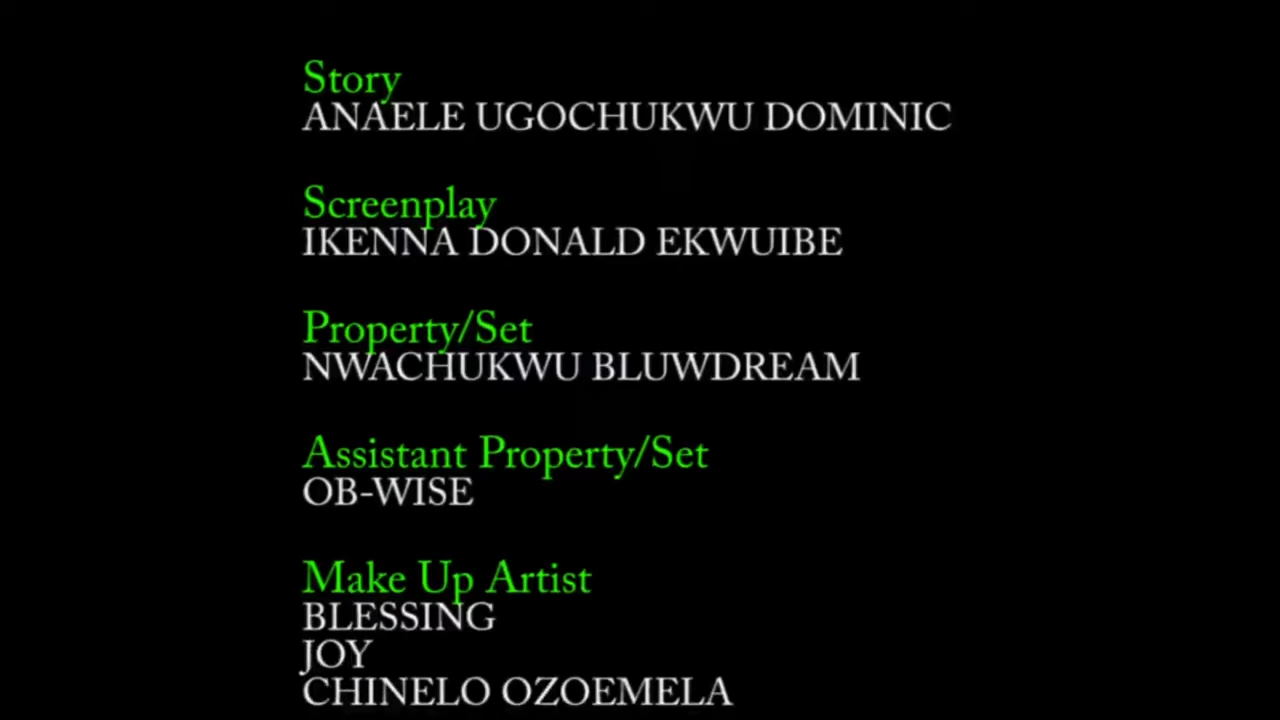 Story
ANAELE UGOCHUKWU DOMINIC
Screenplay
IKENNA DONALD EKWUIBE
Property/Set
NWACHUKWU BLUWDREAM
Assistant Property/Set
OB-WISE
Make Up Artist
BLESSING
JOY
CHINELO OZOEMELA